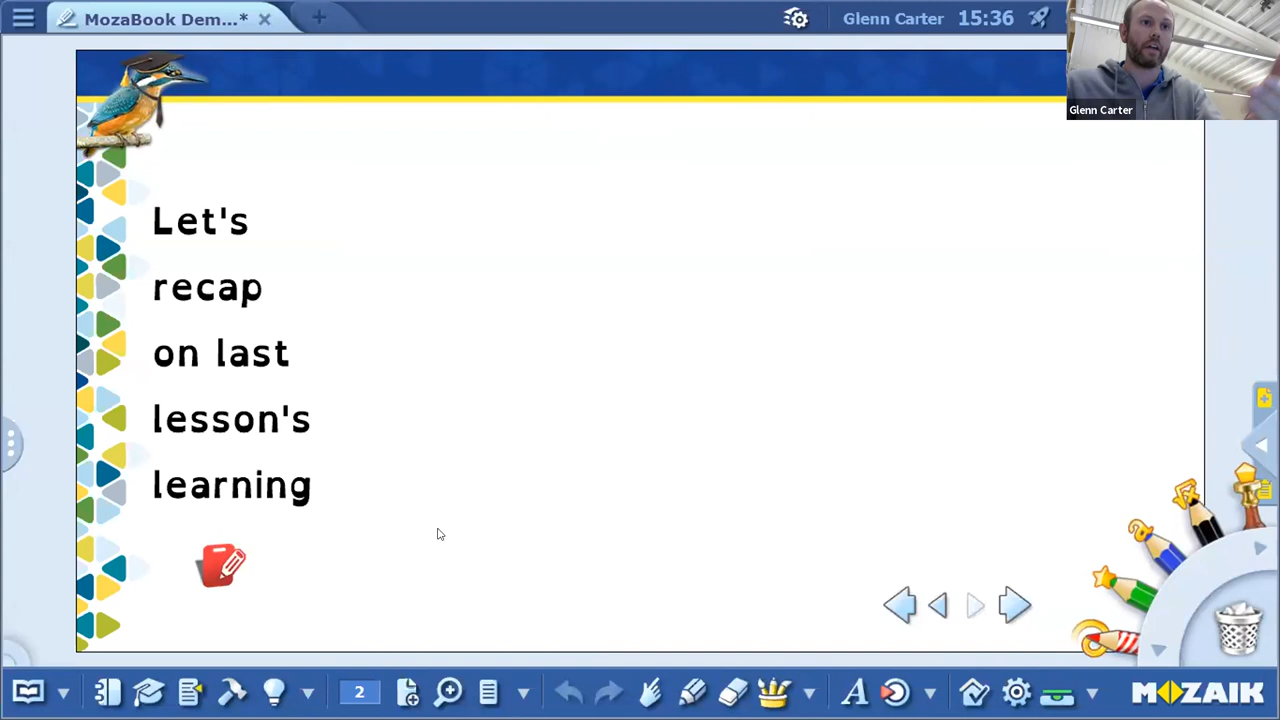 MozaBook Dem...*
Glenn Carter 15:36
Glenn Carter
Let's
recap
on last
lesson's
learning
2
A
MOZAIK